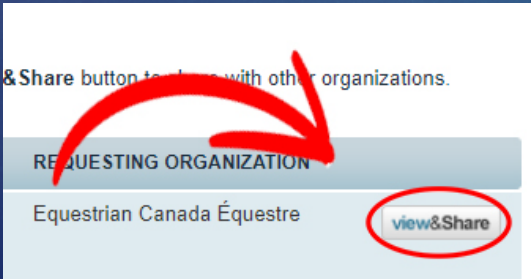 &Share button to share with other organizations.
REQUESTING ORGANIZATION
Equestrian Canada Équestre
view&Share